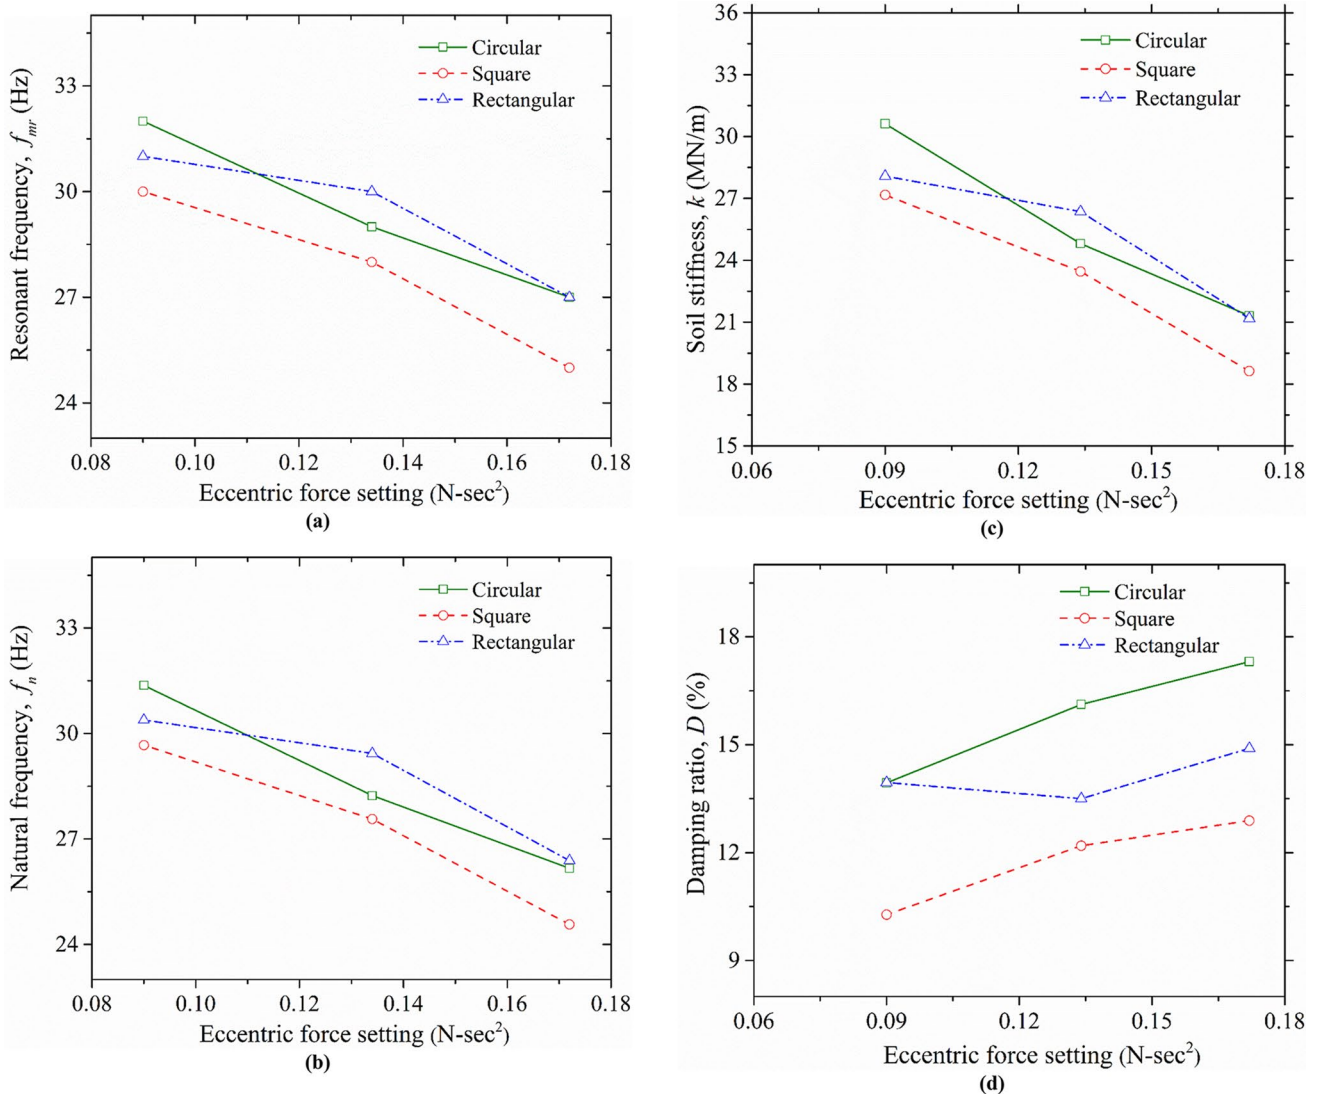 Circular
Square
Rectangular
33
30
27
24
Resonant frequency, fmr (Hz)
0.08 0.10 0.12 0.14 0.16 0.18
Eccentric force setting (N-sec²)
(a)
Circular
Square
Rectangular
36
33
30
27
24
21
18
15
Soil stiffness, k (MN/m)
0.06 0.09 0.12 0.15 0.18
Eccentric force setting (N-sec²)
(c)
Circular
Square
Rectangular
33
30
27
24
Natural frequency, fn (Hz)
0.08 0.10 0.12 0.14 0.16 0.18
Eccentric force setting (N-sec²)
(b)
Circular
Square
Rectangular
18
15
12
9
Damping ratio, D (%)
0.06 0.09 0.12 0.15 0.18
Eccentric force setting (N-sec²)
(d)